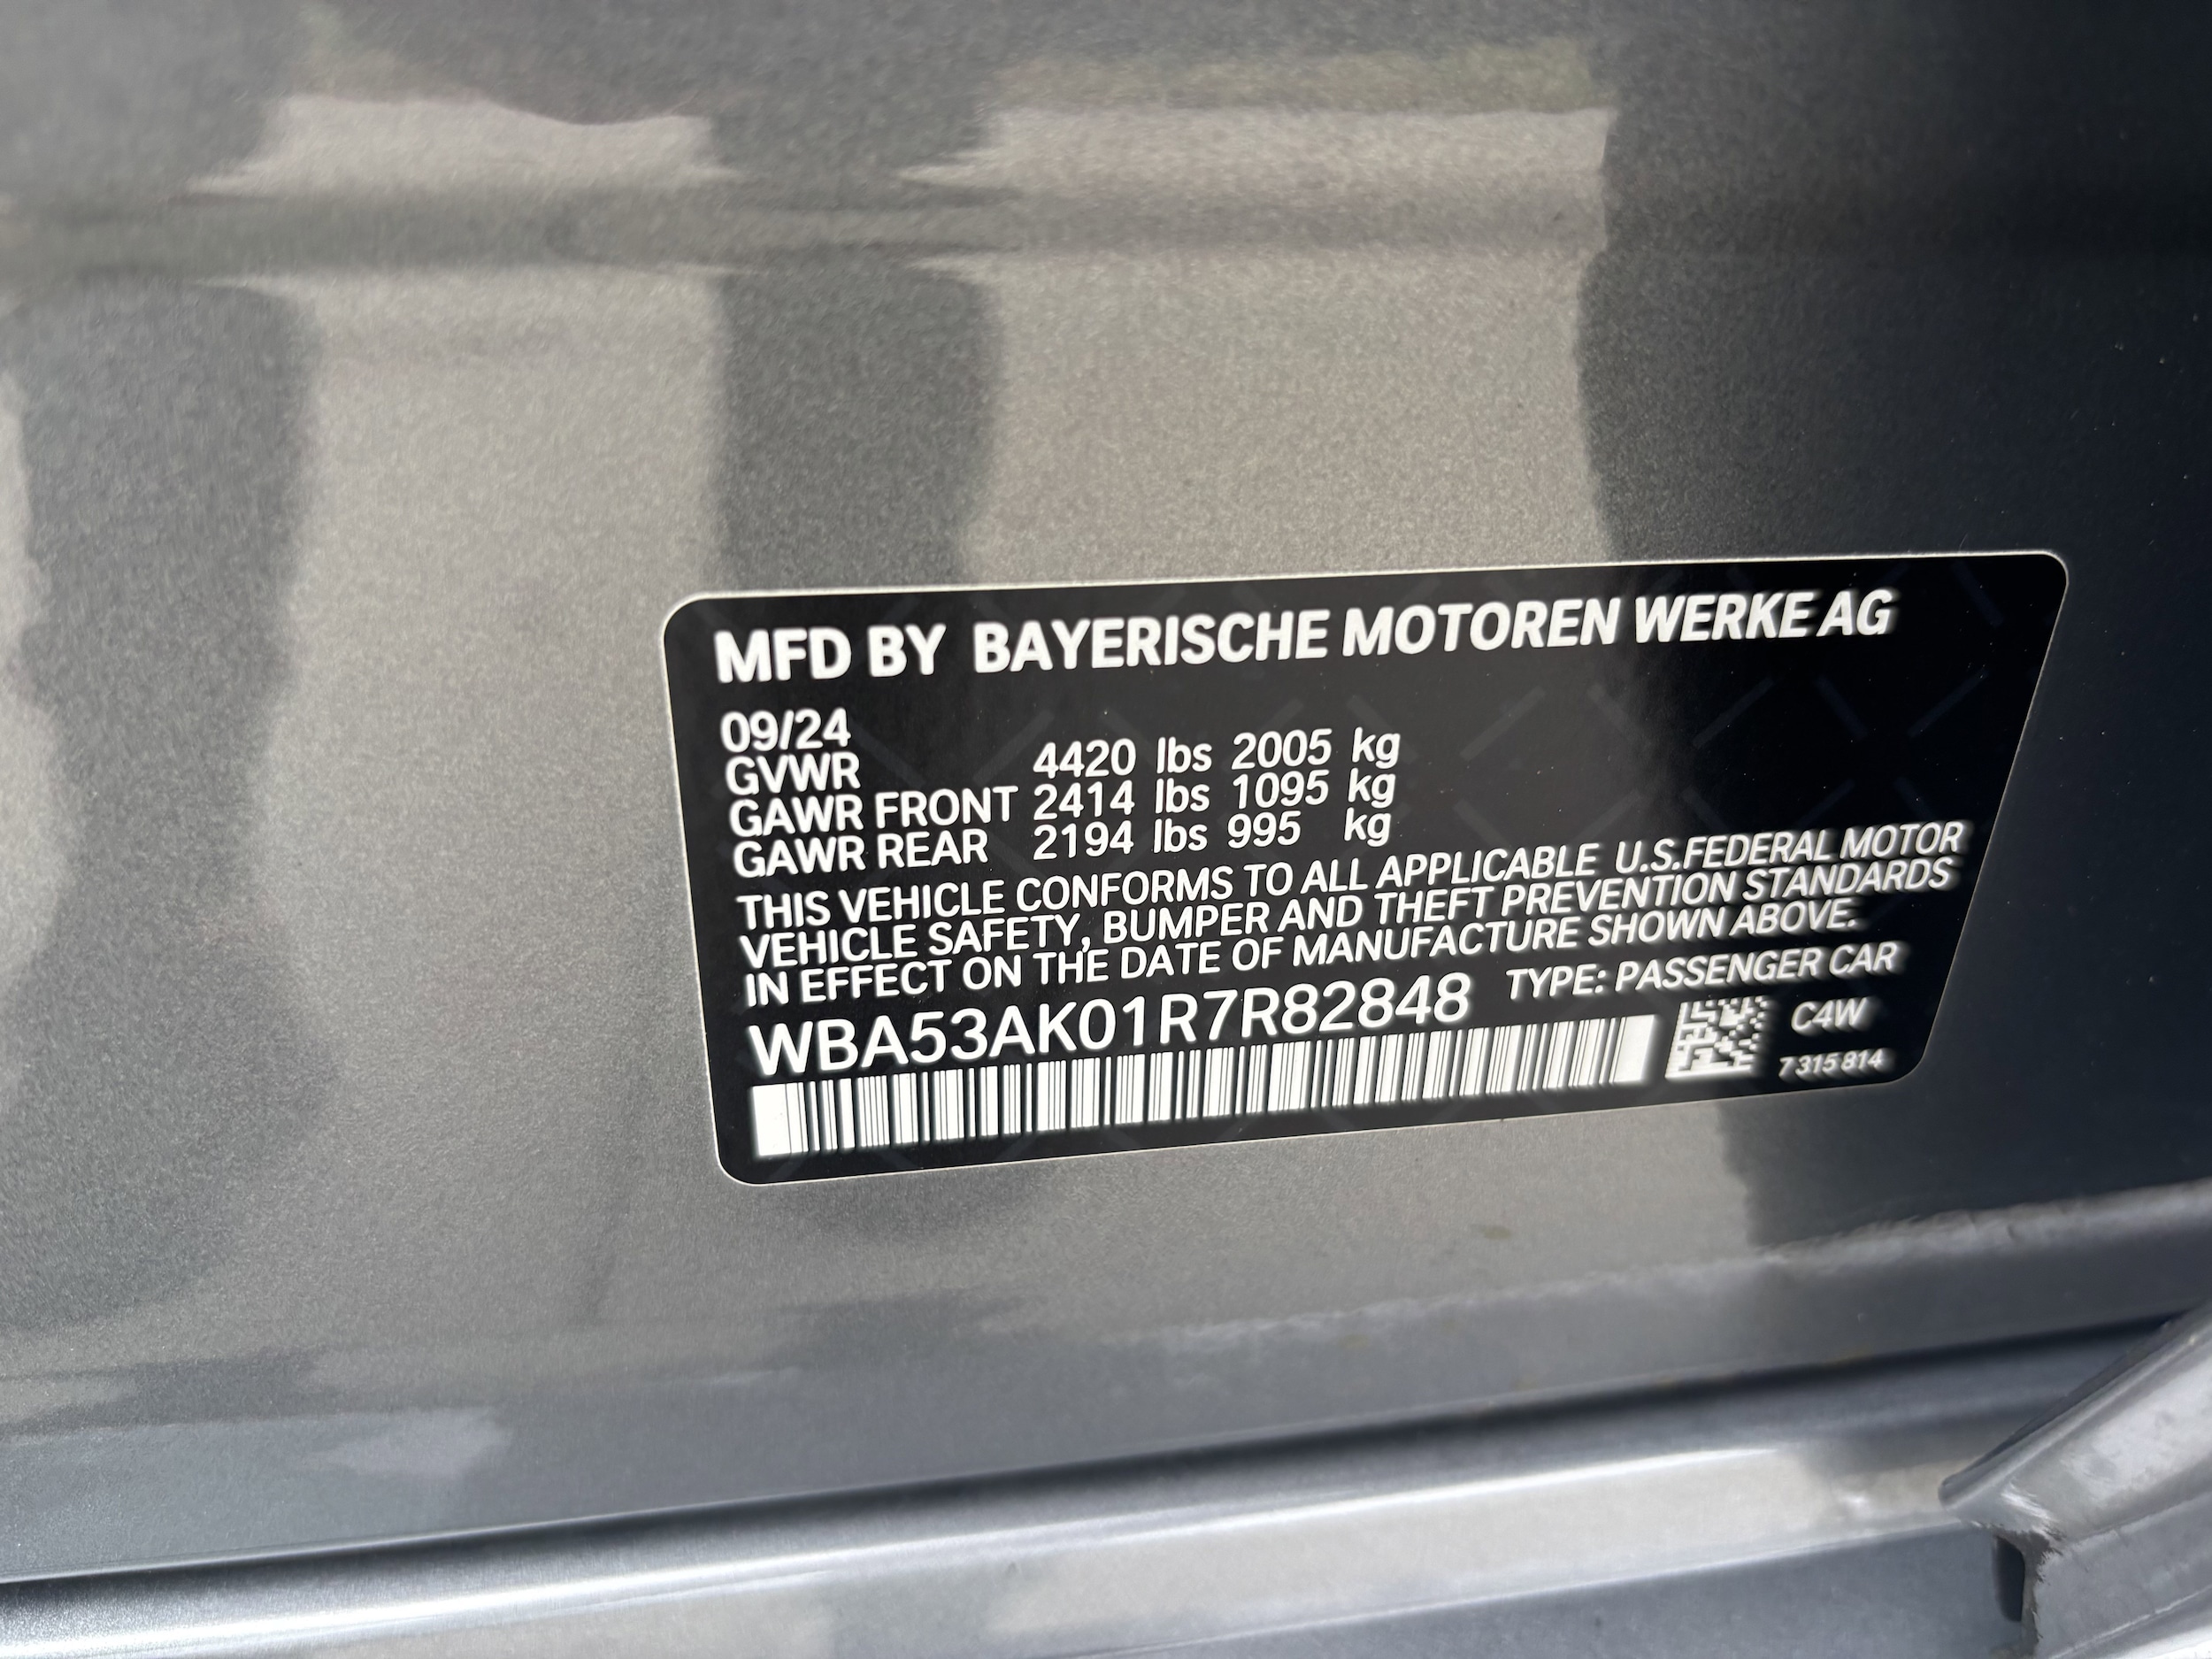 MFD BY BAYERISCHE MOTOREN WERKE AG
09/24
GVWR 4420 lbs 2005 kg
GAWR FRONT 2414 lbs 1095 kg
GAWR REAR 2194 lbs 995 kg
THIS VEHICLE CONFORMS TO ALL APPLICABLE U.S.FEDERAL MOTOR
VEHICLE SAFETY, BUMPER AND THEFT PREVENTION STANDARDS
IN EFFECT ON THE DATE OF MANUFACTURE SHOWN ABOVE.
WBA53AK01R7R82848 TYPE: PASSENGER CAR
C4W
7 315 814